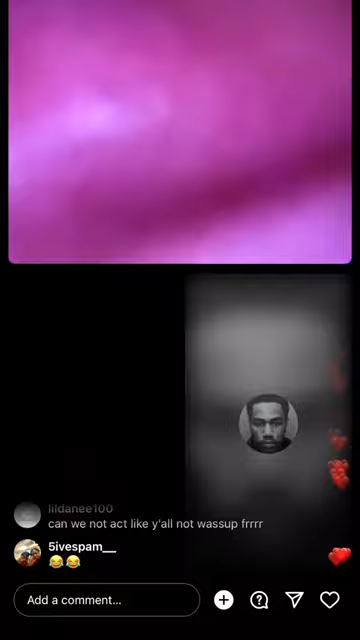 lildanee100
can we not act like y'all not wassup frrrr
5ivespam__
😂😂
Add a comment...